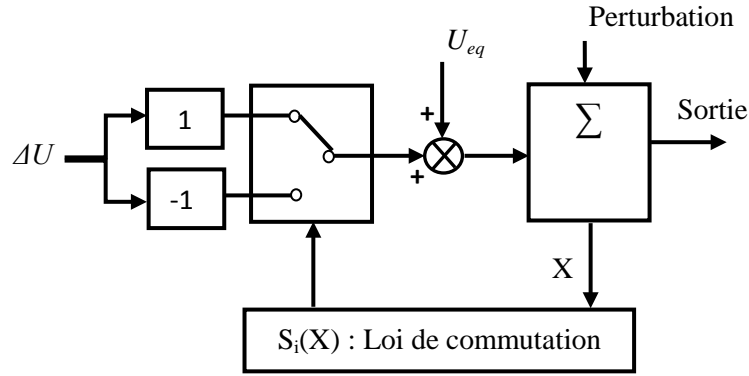 Perturbation
U_eq
1
+
∑
Sortie
ΔU
+
-1
X
S_i(X) : Loi de commutation